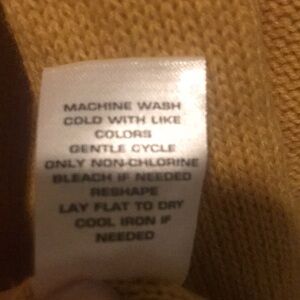 MACHINE WASH
COLD WITH LIKE
COLORS
GENTLE CYCLE
ONLY NON-CHLORINE
BLEACH IF NEEDED
RESHAPE
LAY FLAT TO DRY
COOL IRON IF
NEEDED